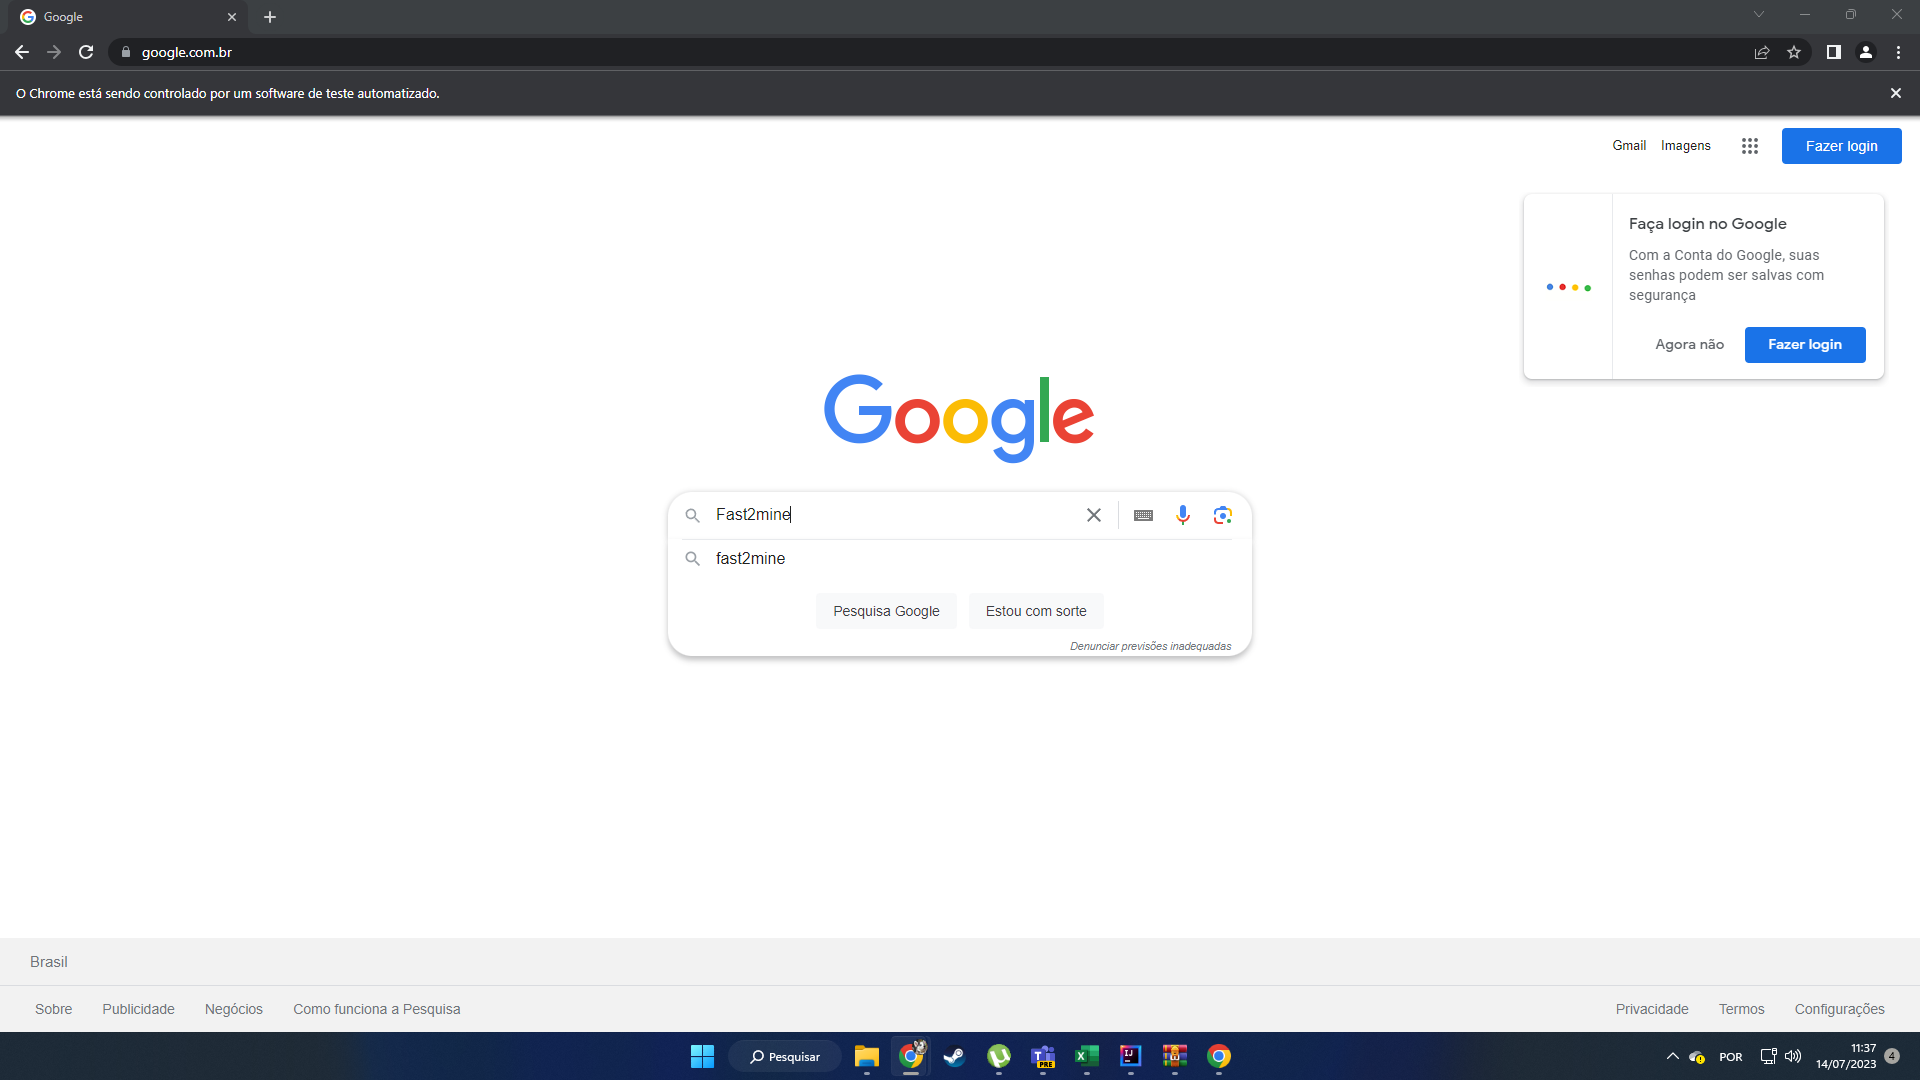 Google
google.com.br
O Chrome está sendo controlado por um software de teste automatizado.
Gmail Imagens Fazer login
Faça login no Google
Com a Conta do Google, suas
senhas podem ser salvas com
segurança
Agora não Fazer login
Google
Fast2mine
fast2mine
Pesquisa Google Estou com sorte
Denunciar previsões inadequadas
Brasil
Sobre Publicidade Negócios Como funciona a Pesquisa Privacidade Termos Configurações
Pesquisar
T PRE
X
IJ
POR
11:37
14/07/2023
4